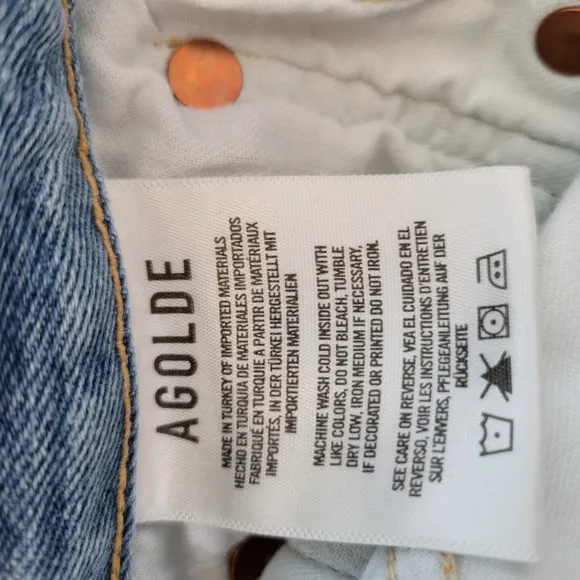 AGOLDE
MADE IN TURKEY OF IMPORTED MATERIALS
HECHO EN TURQUIA DE MATERIALES IMPORTADOS
FABRIQUÉ EN TURQUIE A PARTIR DE MATÉRIAUX
IMPORTÉS, IN DER TÜRKEI HERGESTELLT MIT
IMPORTIERTEN MATERIALIEN
MACHINE WASH COLD INSIDE OUT WITH
LIKE COLORS, DO NOT BLEACH, TUMBLE
DRY LOW, IRON MEDIUM IF NECESSARY,
IF DECORATED OR PRINTED DO NOT IRON.
SEE CARE ON REVERSE, VEA EL CUIDADO EN EL
REVERSO, VOIR LES INSTRUCTIONS D'ENTRETIEN
SUR L'ENVERS, PFLEGEANLEITUNG AUF DER
RÜCKSEITE